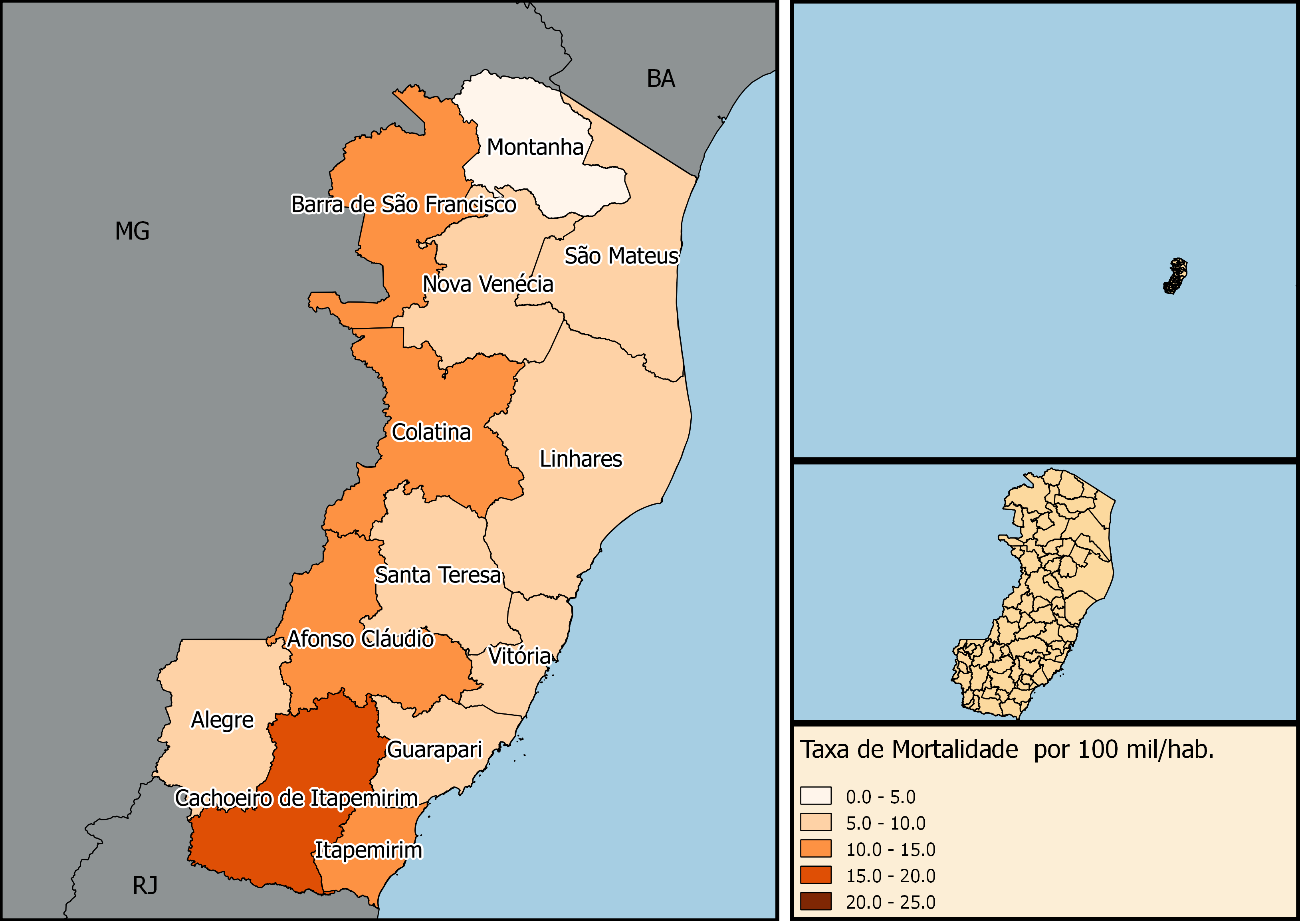 BA
Montanha
Barra de São Francisco
MG
São Mateus
Nova Venécia
Colatina
Linhares
Santa Teresa
Afonso Cláudio
Vitória
Alegre
Guarapari
Cachoeiro de Itapemirim
Itapemirim
RJ
Taxa de Mortalidade  por 100 mil/hab.
0.0 - 5.0
5.0 - 10.0
10.0 - 15.0
15.0 - 20.0
20.0 - 25.0